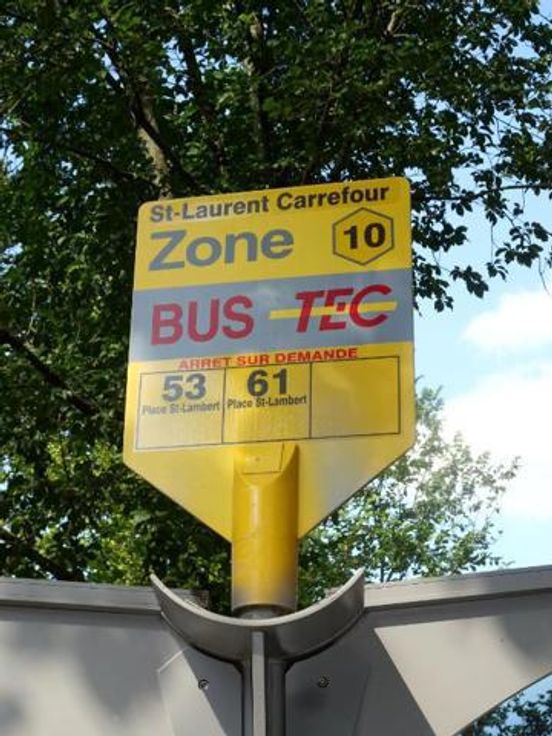 St-Laurent Carrefour
Zone 10
BUS TEC
ARRET SUR DEMANDE
53 61
Place St-Lambert Place St-Lambert